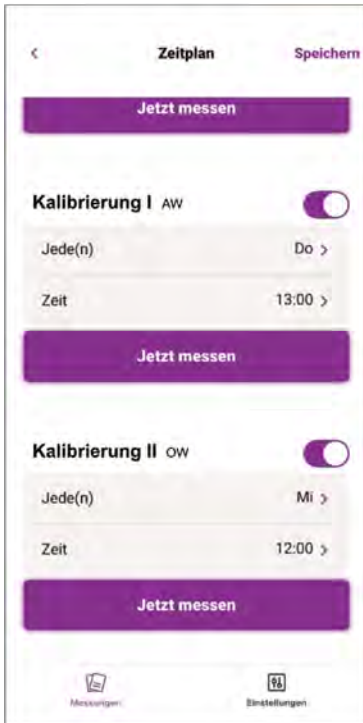 Zeitplan Speichern
Jetzt messen
Kalibrierung I AW
Jede(n) Do
Zeit 13:00
Jetzt messen
Kalibrierung II OW
Jede(n) Mi
Zeit 12:00
Jetzt messen
Messungen Einstellungen